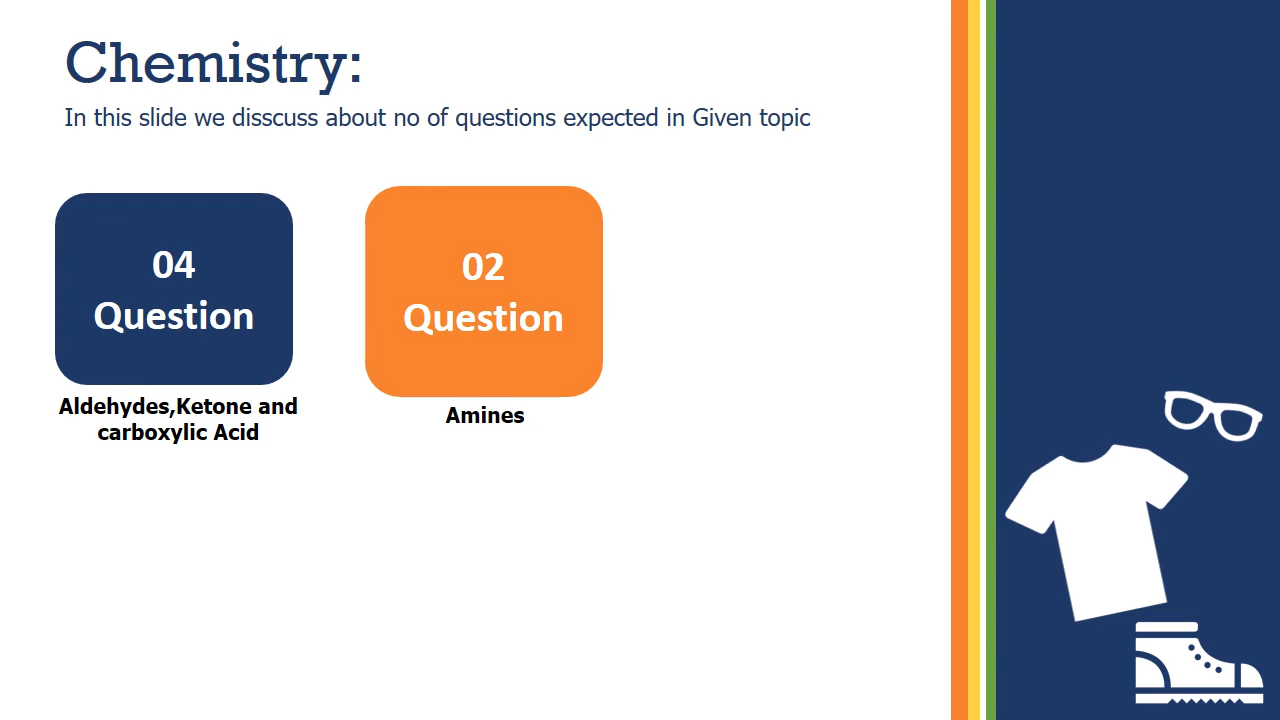 Chemistry:
In this slide we disscuss about no of questions expected in Given topic
04
Question
Aldehydes,Ketone and
carboxylic Acid
02
Question
Amines